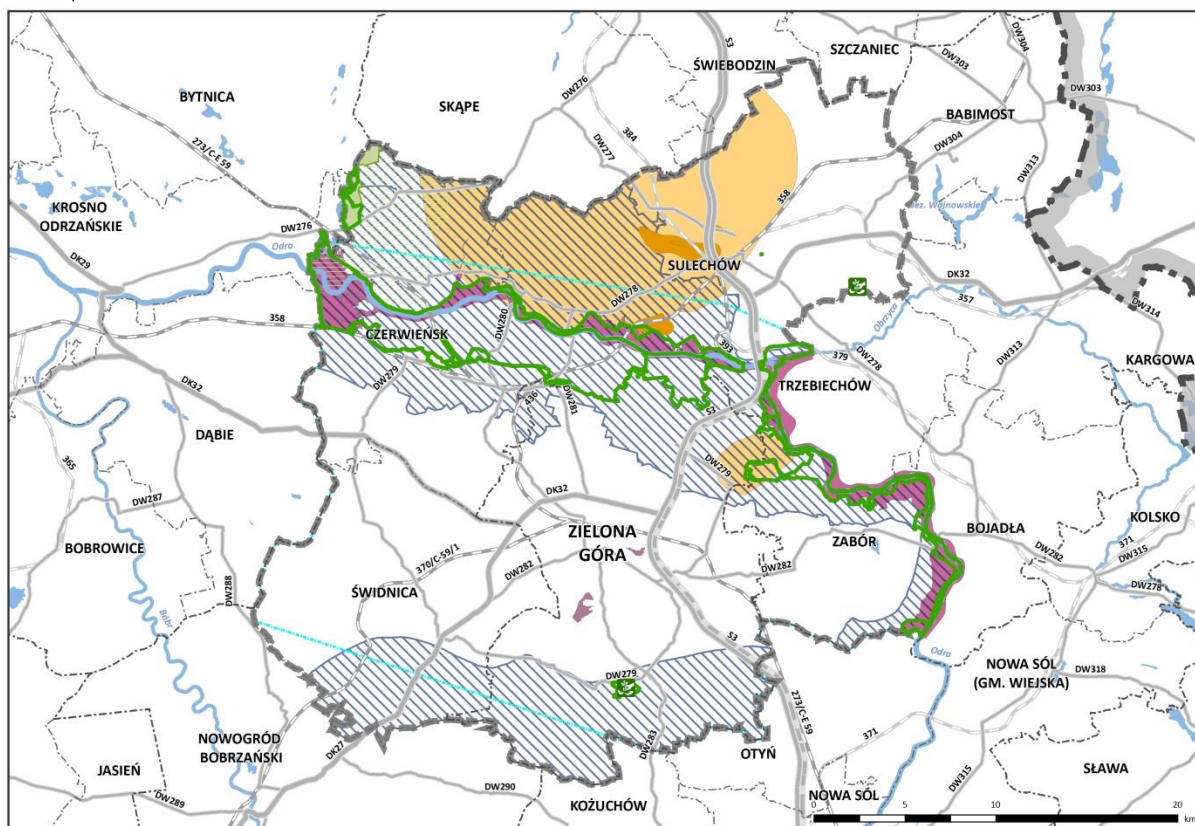 SZCZANIEC
S3
DW304
DW303
ŚWIEBODZIN
DW276
BYTNICA
SKĄPE
384
DW277
DW303
BABIMOST
DW304
273/C-E 59
DW313
358
KROSNO
ODRZAŃSKIE
DW276
Jez. Wojnowskie
Odra
DK29
SULECHÓW
DW278
DK32
357
DW314
Obrzyca
358
CZERWIEŃSK
DW280
393
379
DW278
DW313
KARGOWA
DW279
TRZEBIECHÓW
DK32
436
DW281
S3
DĄBIE
365
DW279
DW287
DK32
BOJADŁA
KOLSKO
BOBROWICE
ZIELONA
GÓRA
ZABÓR
371
DW315
370/C-59/1
DW282
DW282
DW282
DW278
DW288
ŚWIDNICA
Bóbr
S3
Odra
DW279
NOWA SÓL
(GM. WIEJSKA)
DW318
273/C-E 59
NOWOGRÓD
BOBRZAŃSKI
DK27
DW283
OTYŃ
371
JASIEŃ
SŁAWA
DW290
DW315
DW289
KOŻUCHÓW
NOWA SÓL
0 5 10 20
km